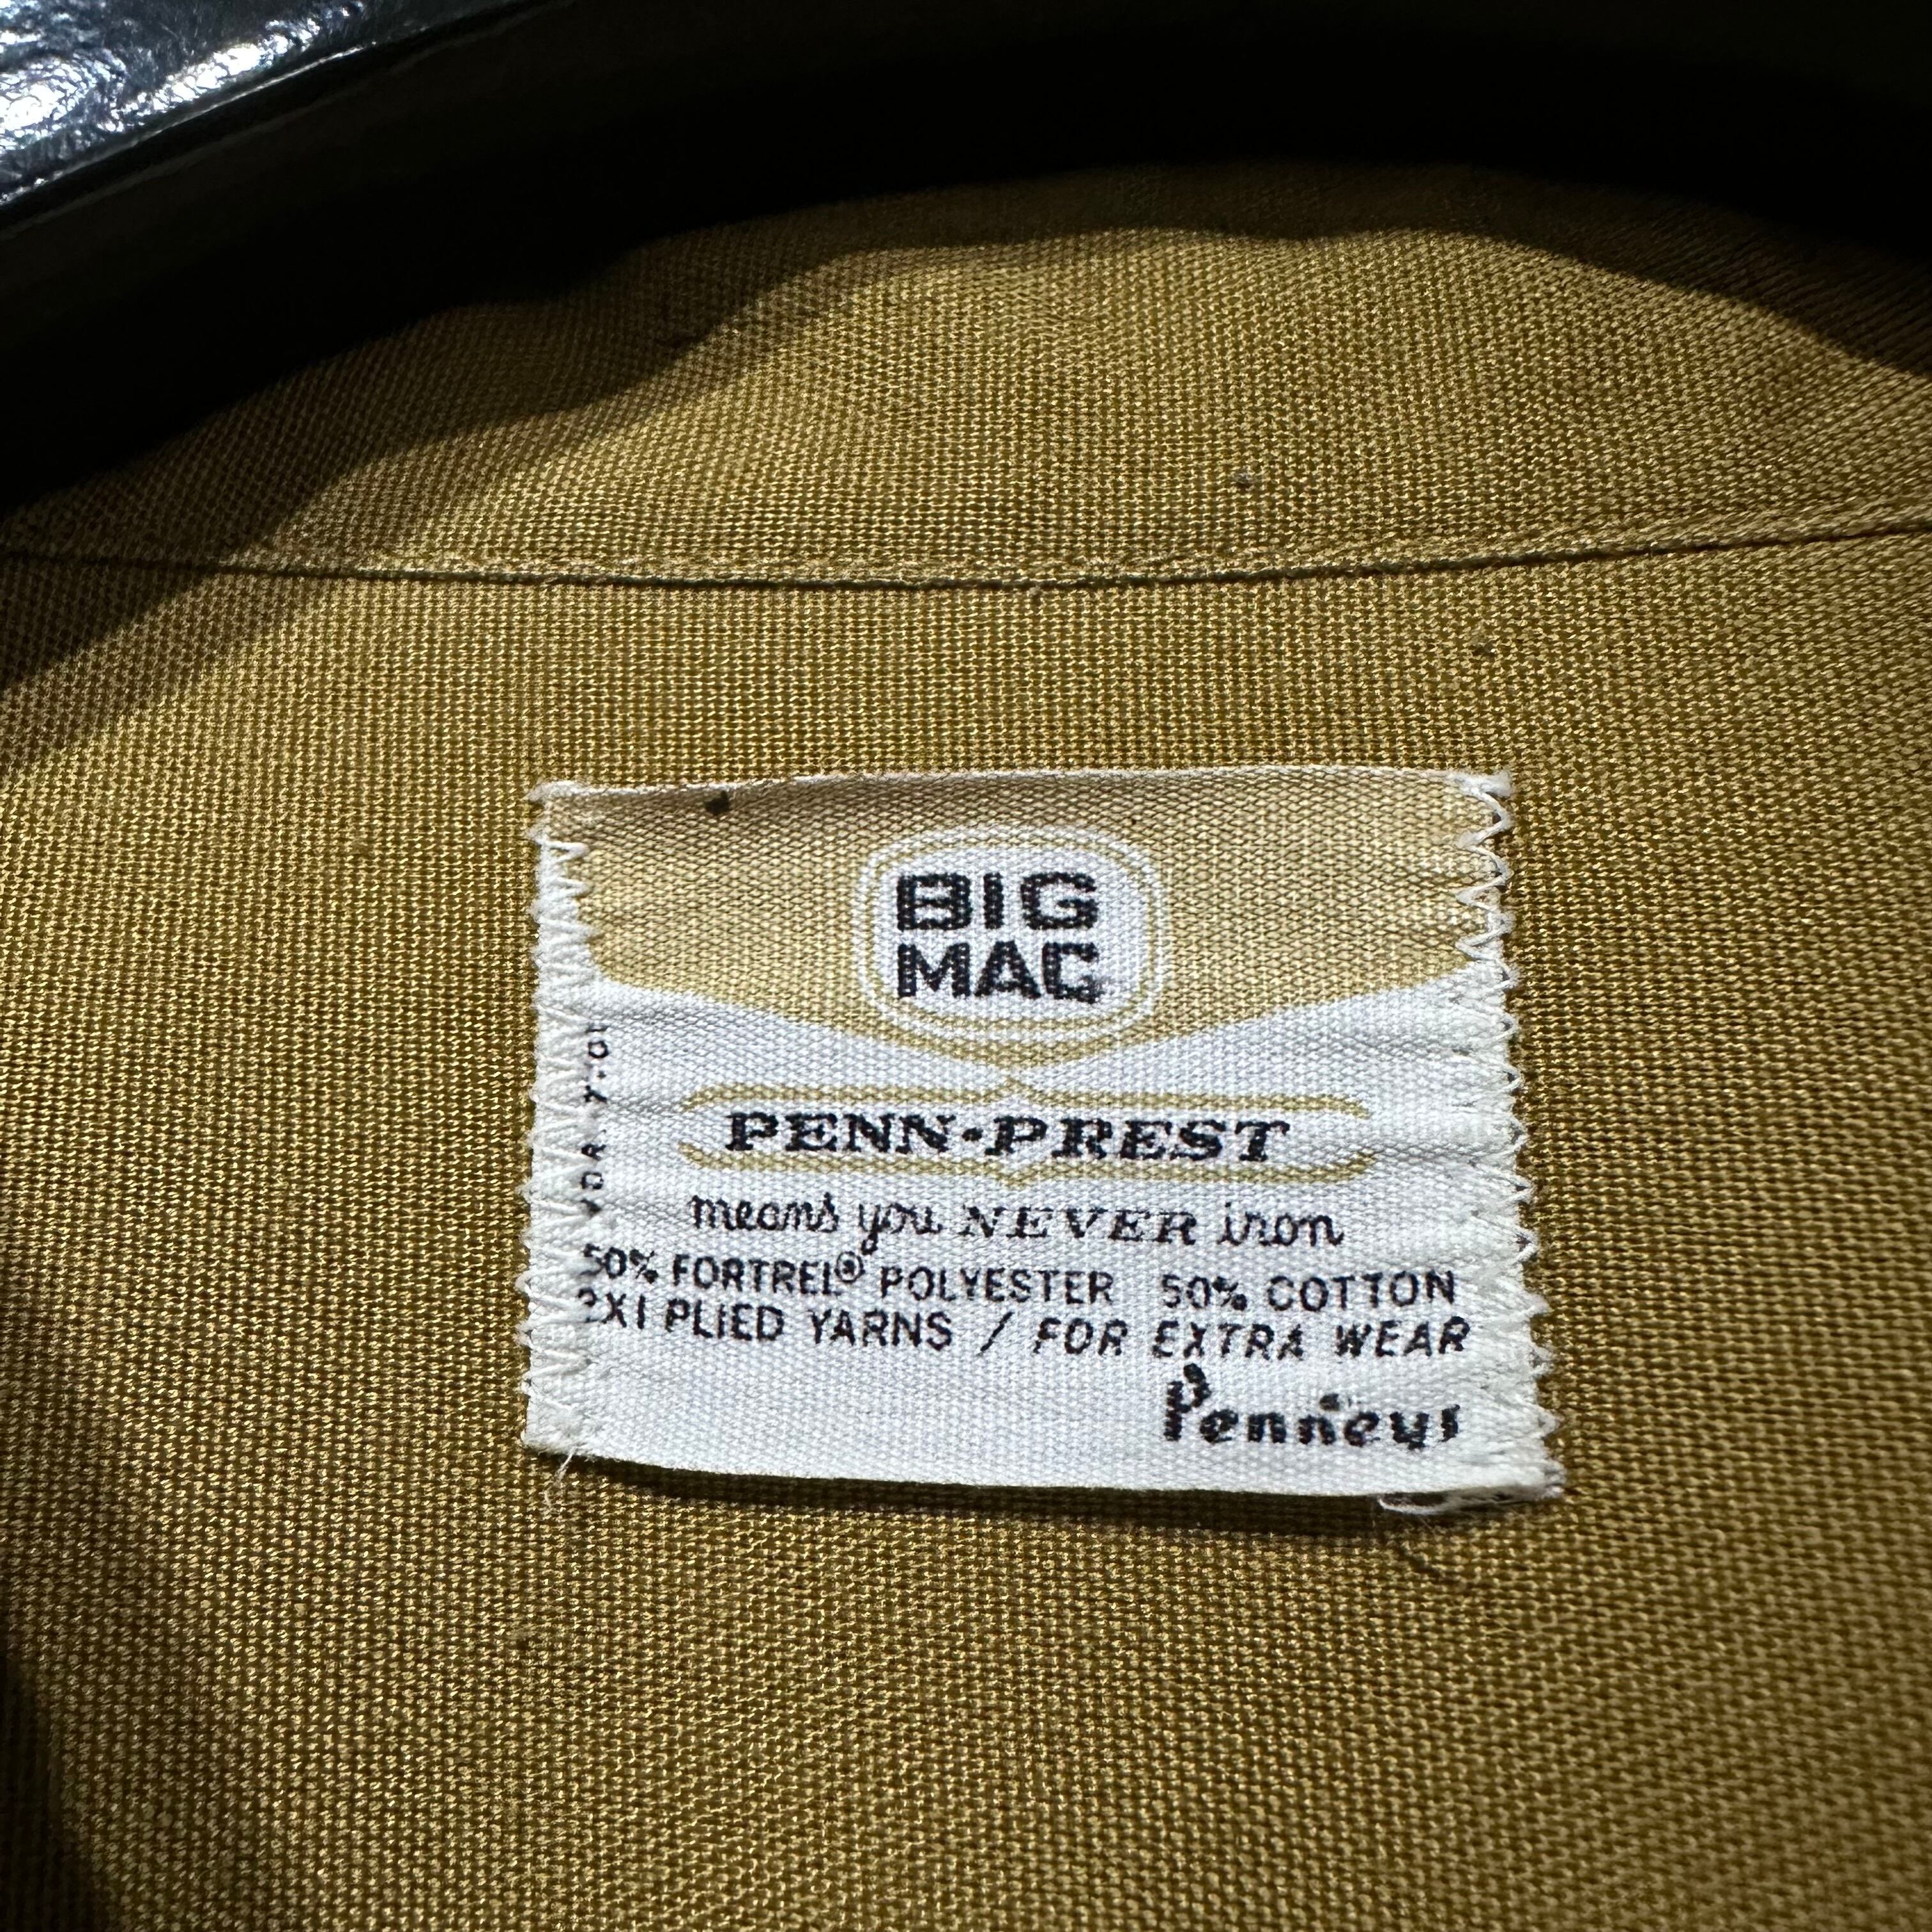 BIG
MAC
PENN·PREST
means you NEVER iron
50% FORTREL® POLYESTER 50% COTTON
2X1 PLIED YARNS / FOR EXTRA WEAR
Penneys